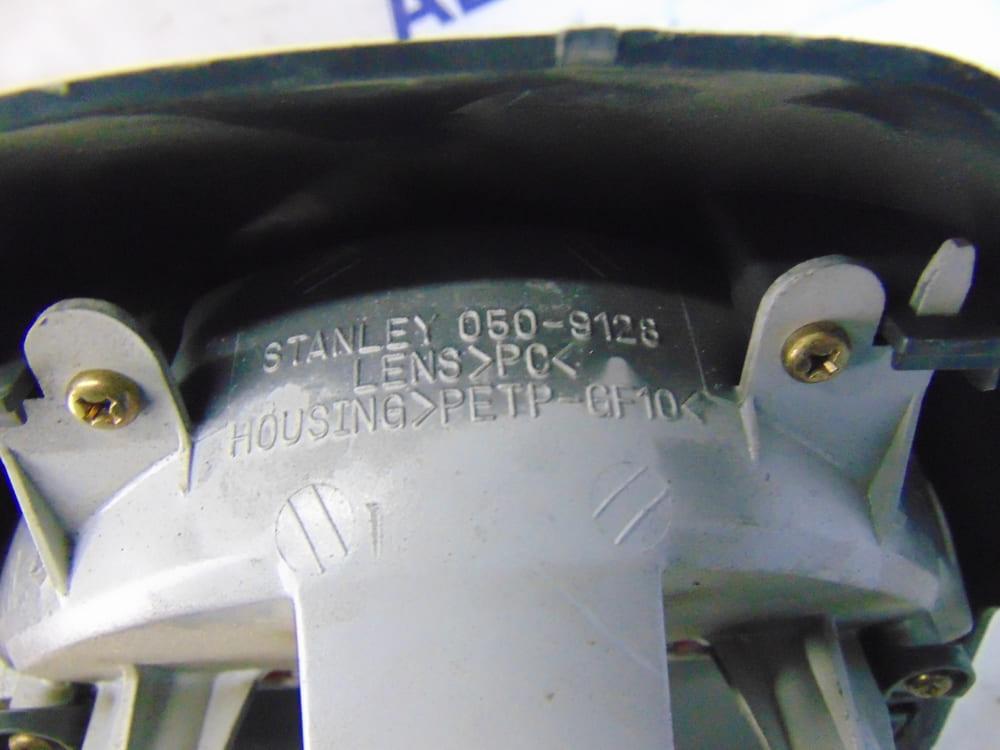 STANLEY 050-9128
LENS>PC<
HOUSING>PETP-GF10<